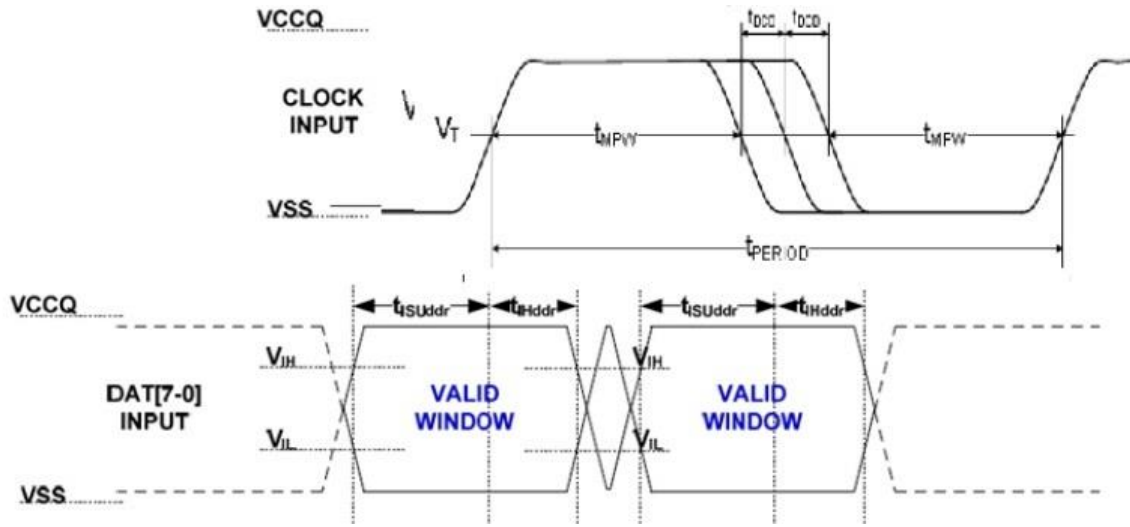 VCCQ
tDCD tDCD
CLOCK
INPUT
V
VT
tMPW
tMPW
VSS
tPERIOD
VCCQ
tISUddr
tIHddr
tISUddr
tIHddr
VIH
VIH
DAT[7-0]
INPUT
VALID
WINDOW
VALID
WINDOW
VIL
VIL
VSS